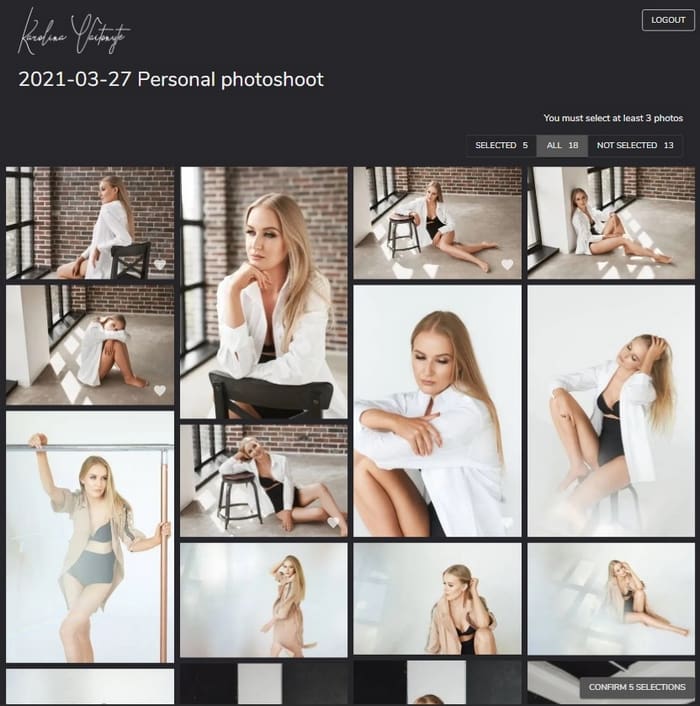 Karolina Vaitonytė
LOGOUT
2021-03-27 Personal photoshoot
You must select at least 3 photos
SELECTED 5 ALL 18 NOT SELECTED 13
CONFIRM 5 SELECTIONS